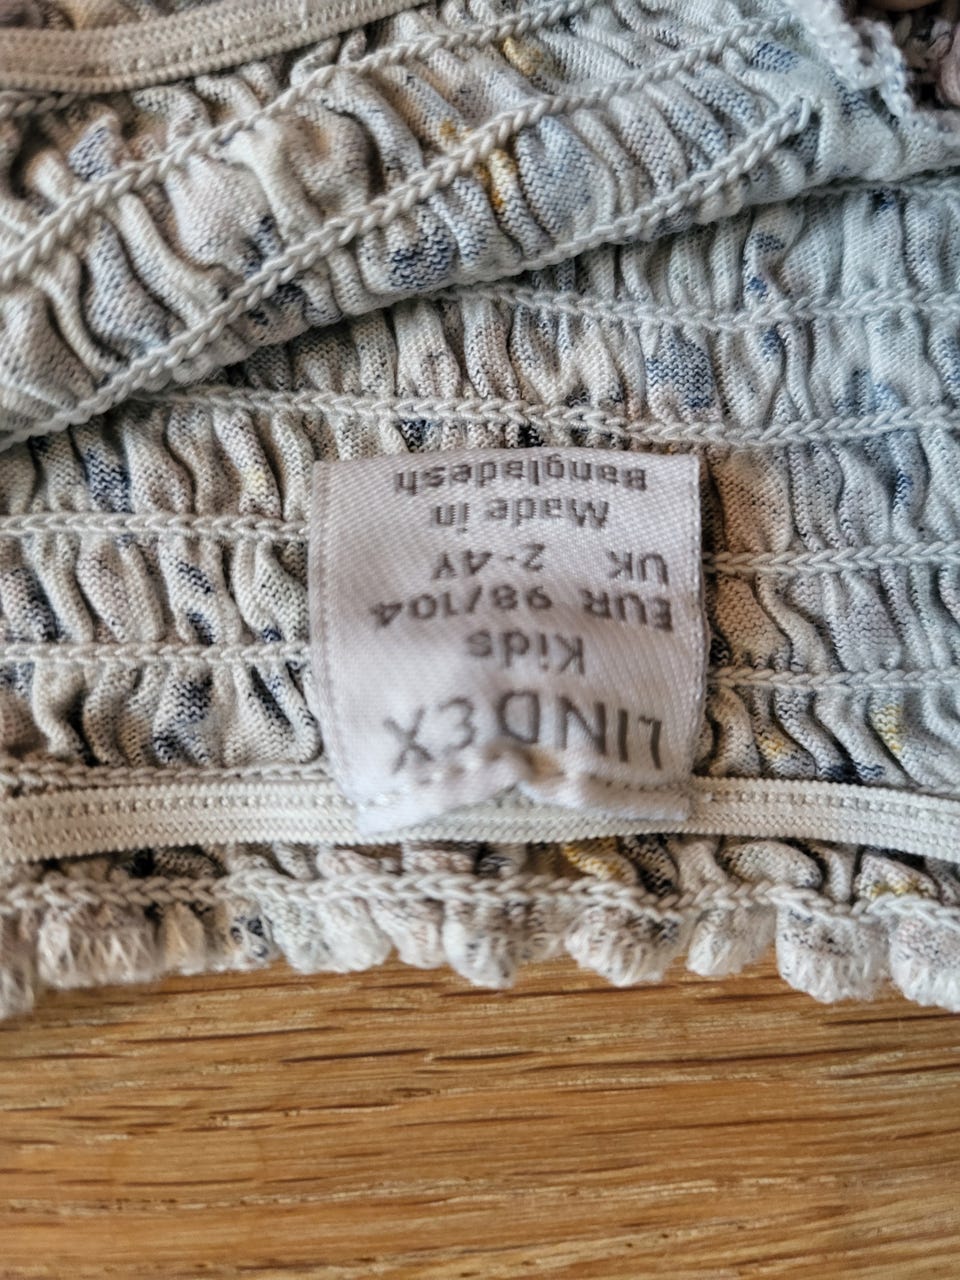 LINDEX
Kids
EUR 98/104
UK 2-4Y
Made in
Bangladesh